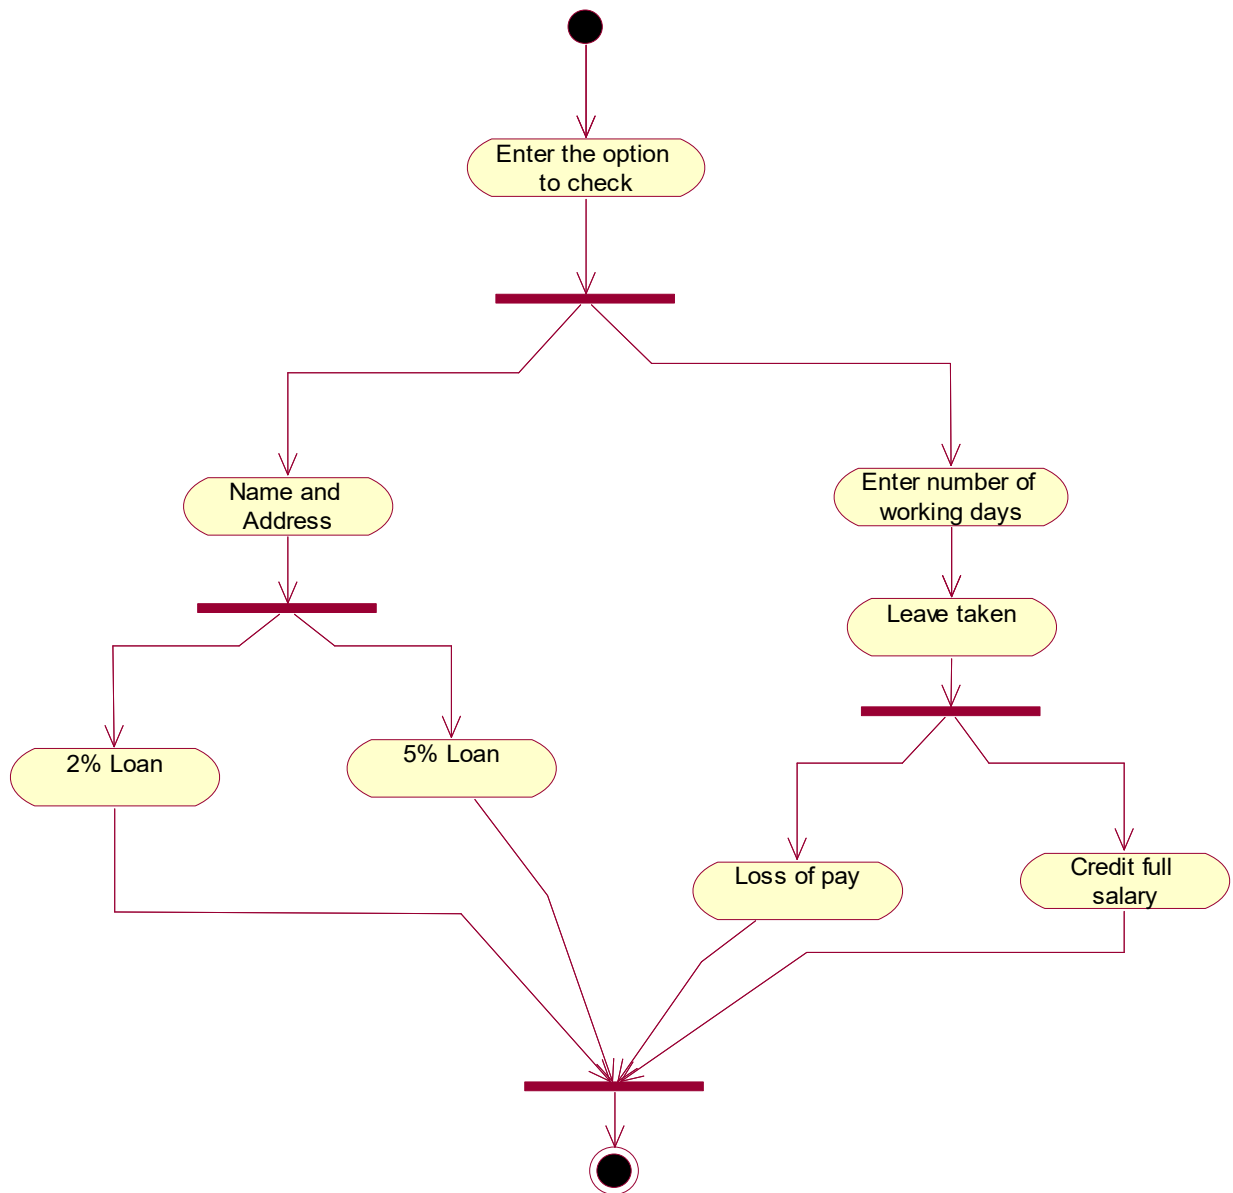 Enter the option
to check
Name and
Address
Enter number of
working days
Leave taken
2% Loan
5% Loan
Loss of pay
Credit full
salary